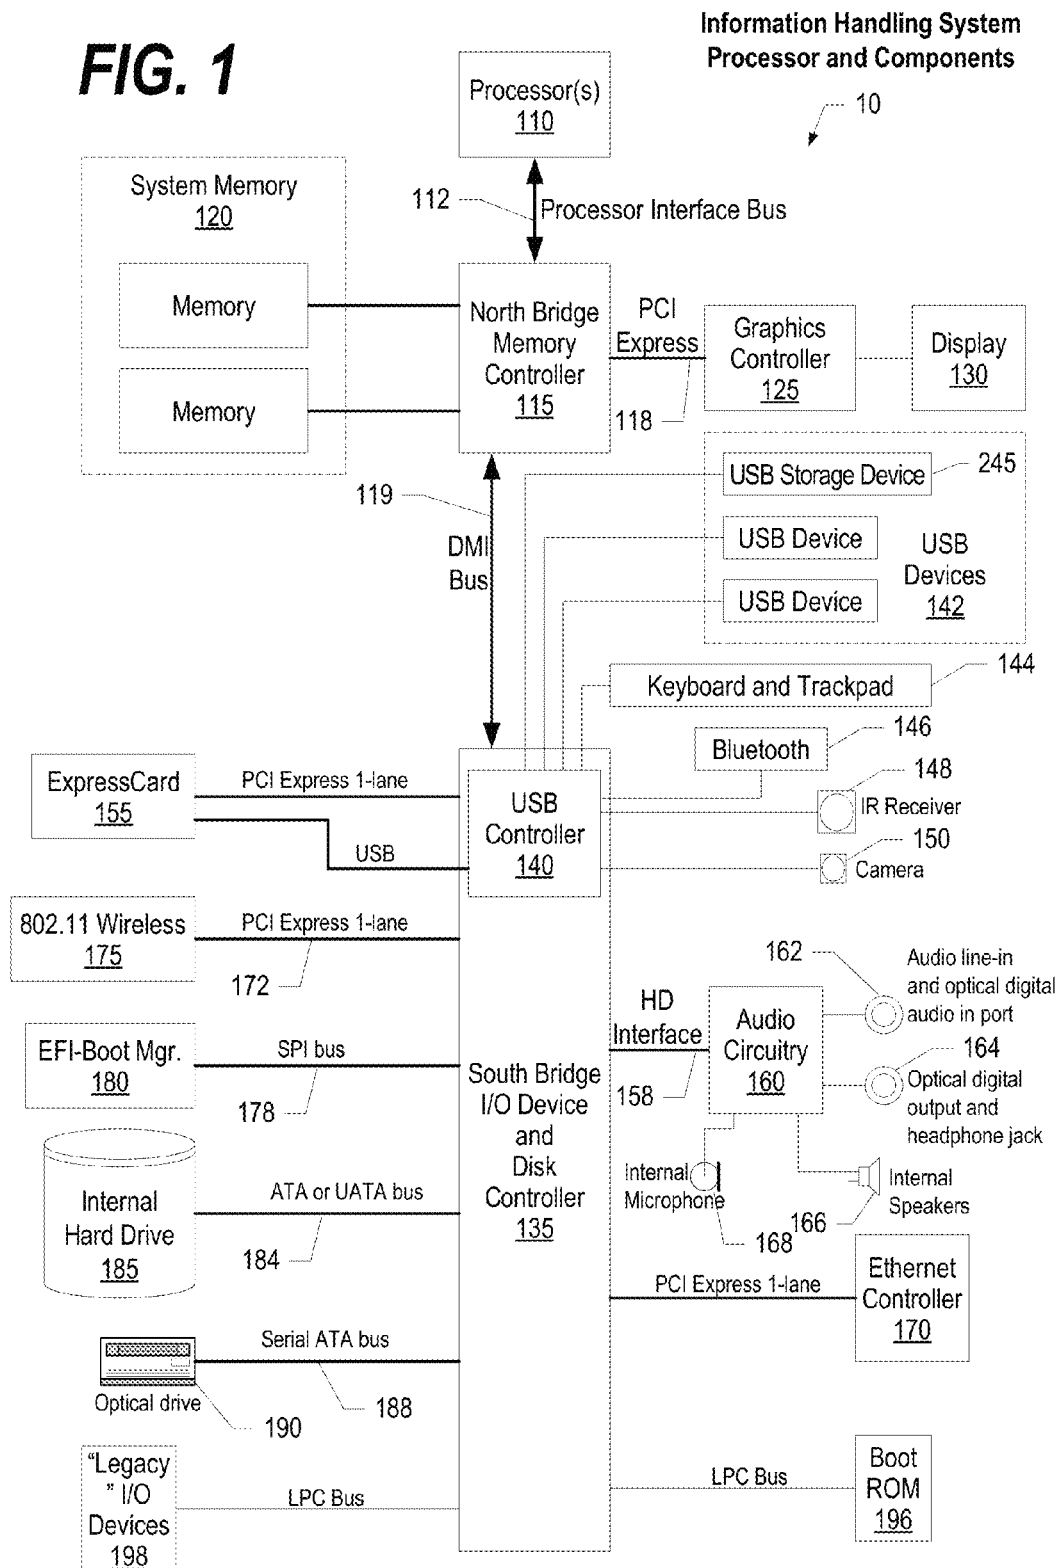 FIG. 1
Information Handling System
Processor and Components
10
Processor(s)
110
112
Processor Interface Bus
System Memory
120
Memory
Memory
North Bridge
Memory
Controller
115
PCI
Express
118
Graphics
Controller
125
Display
130
119
DMI
Bus
USB Storage Device
245
USB Device
USB Device
USB
Devices
142
Keyboard and Trackpad
144
Bluetooth
146
148
IR Receiver
150
Camera
ExpressCard
155
PCI Express 1-lane
USB
USB
Controller
140
802.11 Wireless
175
PCI Express 1-lane
172
EFI-Boot Mgr.
180
SPI bus
178
South Bridge
I/O Device
and
Disk
Controller
135
HD
Interface
158
Audio
Circuitry
160
162
Audio line-in
and optical digital
audio in port
164
Optical digital
output and
headphone jack
Internal
Microphone
168
Internal
Speakers
166
Internal
Hard Drive
185
ATA or UATA bus
184
PCI Express 1-lane
Ethernet
Controller
170
Optical drive
190
Serial ATA bus
188
“Legacy
” I/O
Devices
198
LPC Bus
LPC Bus
Boot
ROM
196